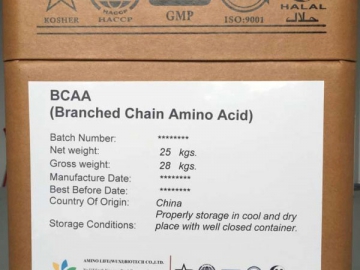 KOSHER
HACCP
HACCP
GMP
ISO:9001
HALAL
BCAA
(Branched Chain Amino Acid)
Batch Number: ********
Net weight: 25 kgs.
Gross weight: 28 kgs.
Manufacture Date: ********
Best Before Date: ********
Country Of Origin: China
Storage Conditions: Properly storage in cool and dry
place with well closed container.